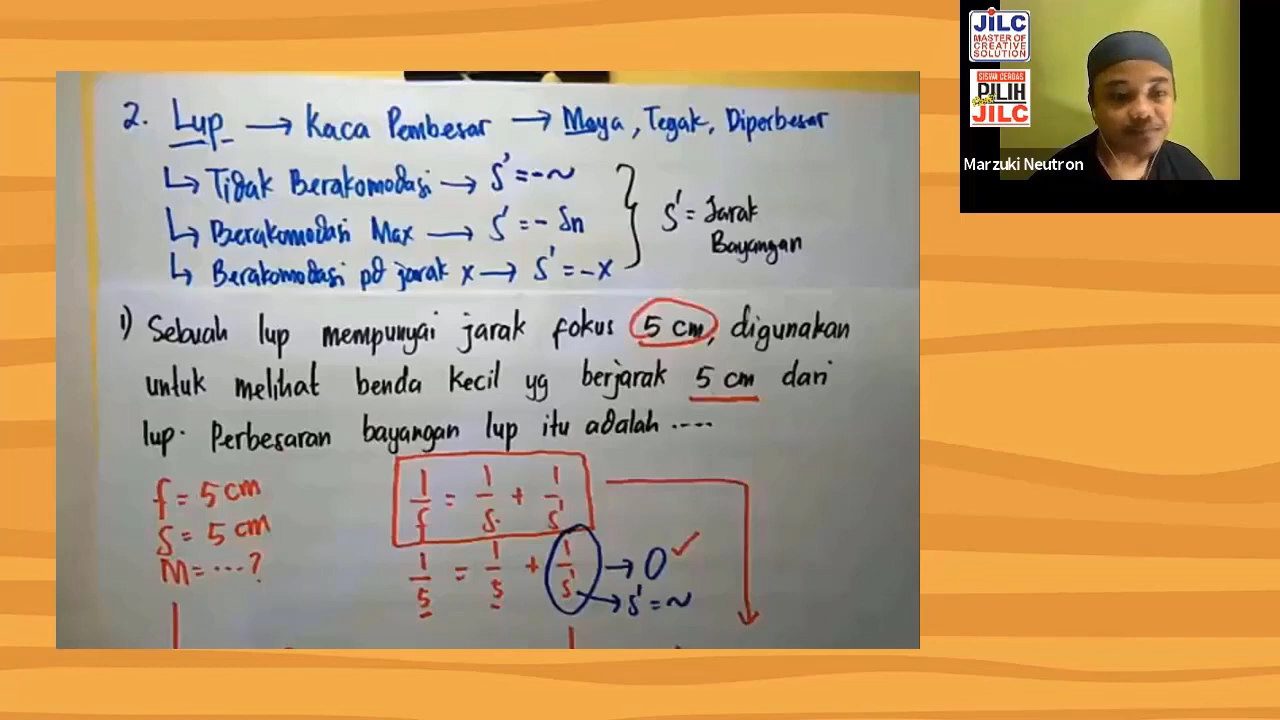 2. Lup → Kaca Pembesar → Maya, Tegak, Diperbesar
↳ Tidak Berakomodasi → S' = -~
↳ Berakomodasi Max → S' = - Sn
↳ Berakomodasi pd jarak x → S' = -x
S' = Jarak
Bayangan
1) Sebuah lup mempunyai jarak fokus 5 cm, digunakan
untuk melihat benda kecil yg berjarak 5 cm dari
lup. Perbesaran bayangan lup itu adalah ....
f = 5 cm
S = 5 cm
M = ...?
1/f = 1/s + 1/s'
1/5 = 1/5 + 1/s' → 0 ✓
→ s' = ~
JiLC
MASTER OF
CREATIVE
SOLUTION
SISWA CERDAS
PILIH
JILC
Marzuki Neutron